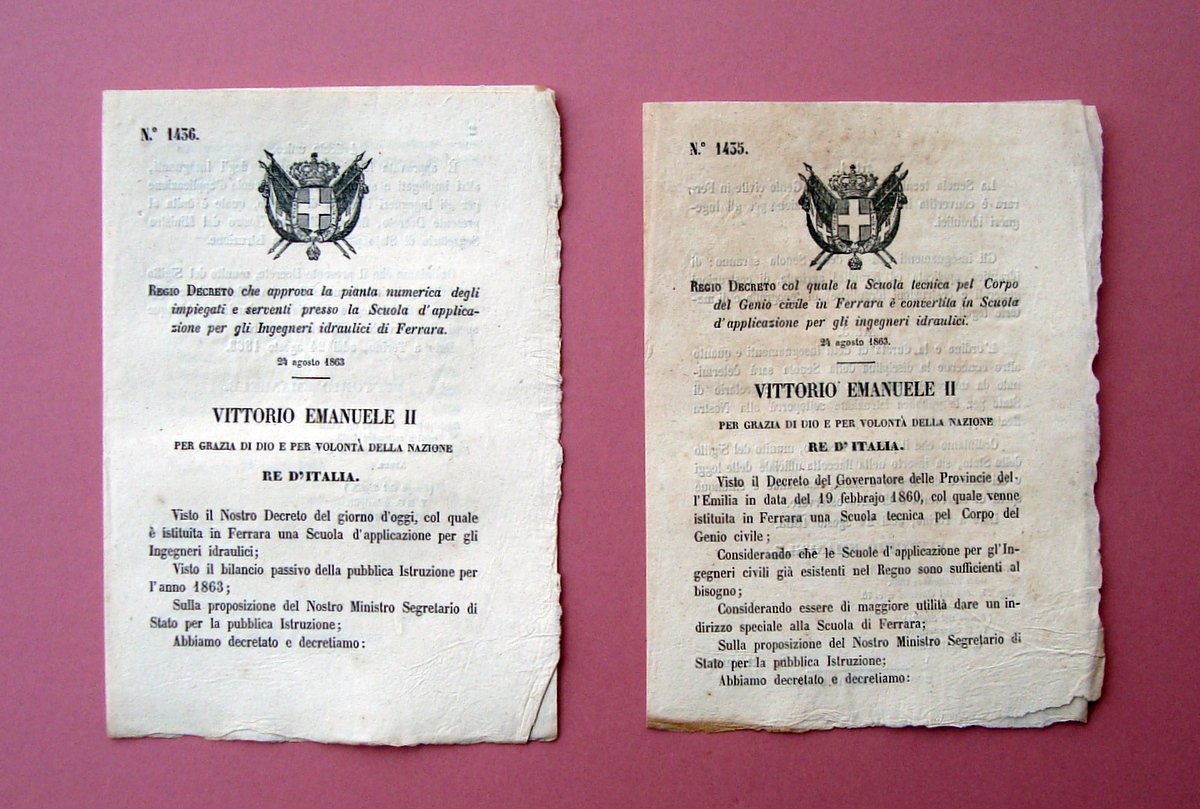 N.° 1436.
REGIO DECRETO che approva la pianta numerica degli
impiegati e serventi presso la Scuola d'applica-
zione per gli Ingegneri idraulici di Ferrara.
24 agosto 1863
VITTORIO EMANUELE II
PER GRAZIA DI DIO E PER VOLONTÀ DELLA NAZIONE
RE D'ITALIA.
Visto il Nostro Decreto del giorno d'oggi, col quale
è istituita in Ferrara una Scuola d'applicazione per gli
Ingegneri idraulici;
Visto il bilancio passivo della pubblica Istruzione per
l'anno 1863;
Sulla proposizione del Nostro Ministro Segretario di
Stato per la pubblica Istruzione;
Abbiamo decretato e decretiamo:
N.° 1435.
REGIO DECRETO col quale la Scuola tecnica pel Corpo
del Genio civile in Ferrara è convertita in Scuola
d'applicazione per gli ingegneri idraulici.
24 agosto 1863.
VITTORIO EMANUELE II
PER GRAZIA DI DIO E PER VOLONTÀ DELLA NAZIONE
RE D'ITALIA.
Visto il Decreto del Governatore delle Provincie del-
l'Emilia in data del 19 febbrajo 1860, col quale venne
istituita in Ferrara una Scuola tecnica pel Corpo del
Genio civile;
Considerando che le Scuole d'applicazione per gl'In-
gegneri civili già esistenti nel Regno sono sufficienti al
bisogno;
Considerando essere di maggiore utilità dare un in-
dirizzo speciale alla Scuola di Ferrara;
Sulla proposizione del Nostro Ministro Segretario di
Stato per la pubblica Istruzione;
Abbiamo decretato e decretiamo: